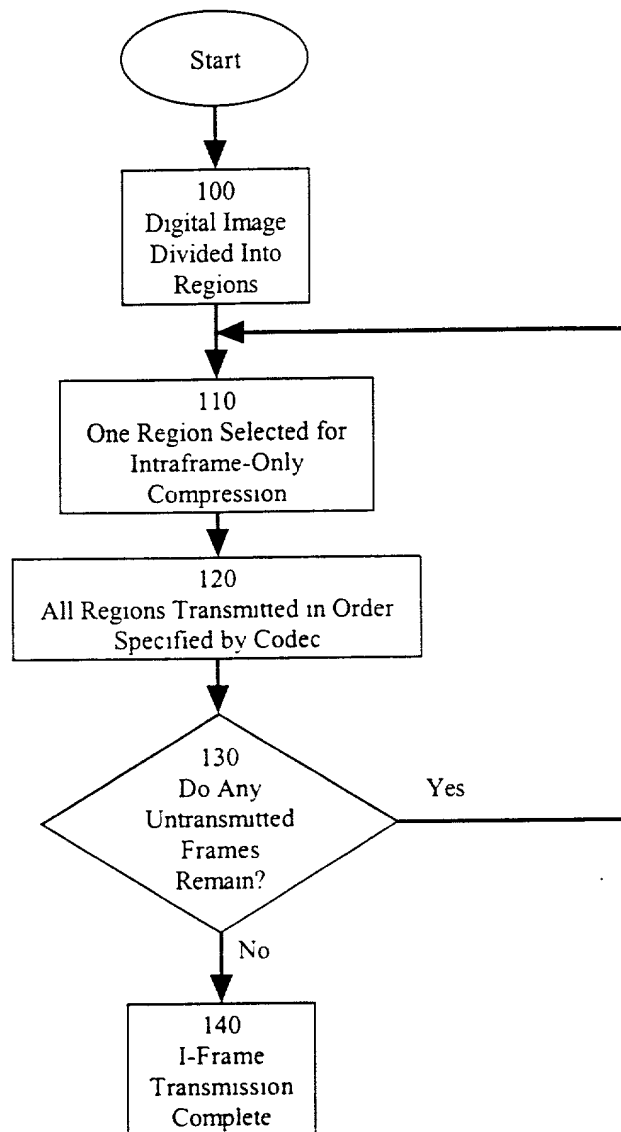 Start
100
Digital Image
Divided Into
Regions
110
One Region Selected for
Intraframe-Only
Compression
120
All Regions Transmitted in Order
Specified by Codec
130
Do Any
Untransmitted
Frames
Remain?
Yes
No
140
I-Frame
Transmission
Complete